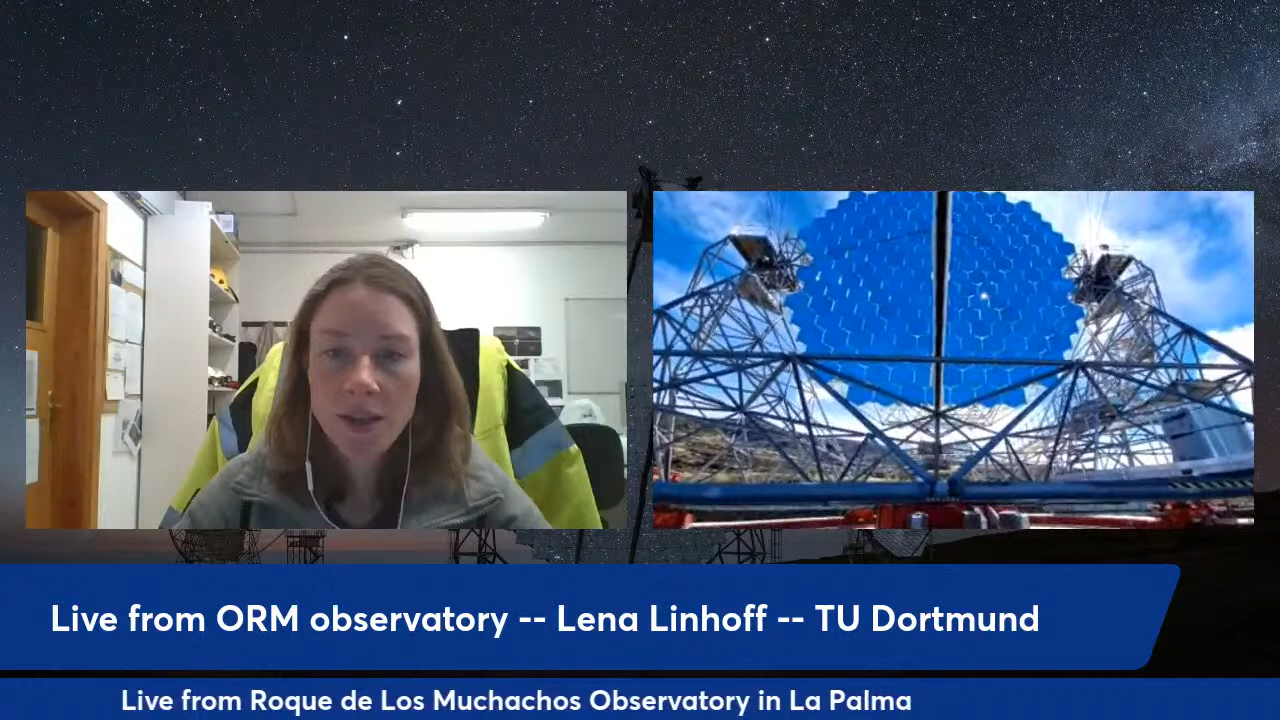 Live from ORM observatory -- Lena Linhoff -- TU Dortmund
Live from Roque de Los Muchachos Observatory in La Palma